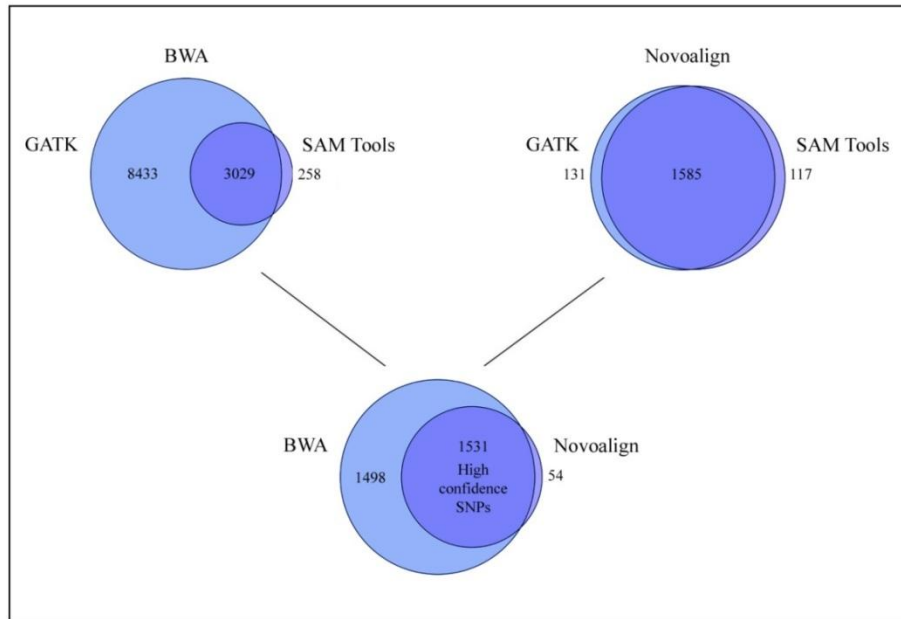 BWA
GATK
SAM Tools
8433
3029
258
Novoalign
GATK
SAM Tools
131
1585
117
BWA
Novoalign
1498
1531
54
High
confidence
SNPs